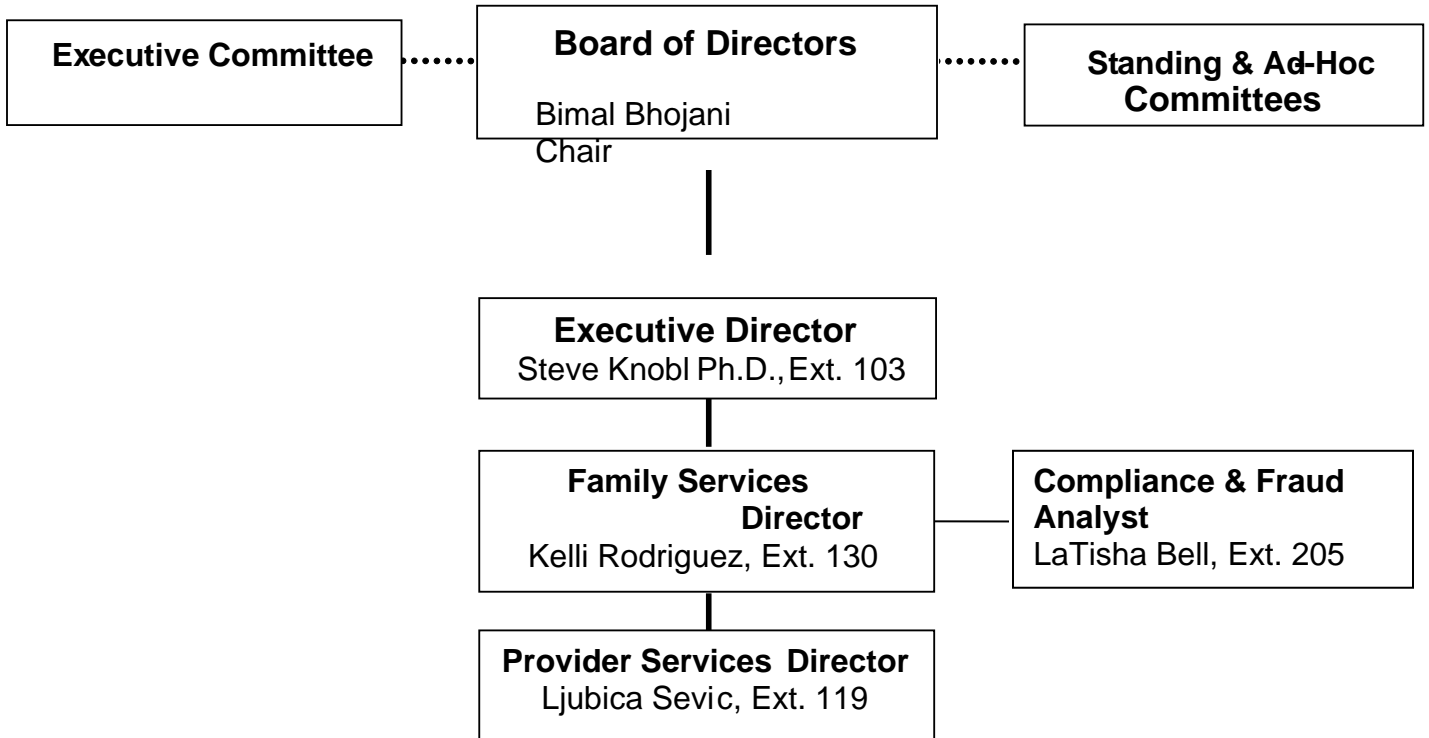 Executive Committee
Board of Directors
Bimal Bhojani
Chair
Standing & Ad-Hoc
Committees
Executive Director
Steve Knobl Ph.D., Ext. 103
Family Services
Director
Kelli Rodriguez, Ext. 130
Compliance & Fraud
Analyst
LaTisha Bell, Ext. 205
Provider Services Director
Ljubica Sevic, Ext. 119